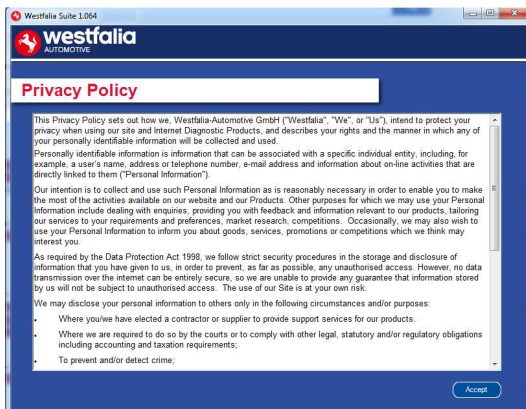 Westfalia Suite 1.064
westfalia
AUTOMOTIVE
Privacy Policy
This Privacy Policy sets out how we, Westfalia-Automotive GmbH ("Westfalia", "We", or "Us"), intend to protect your
privacy when using our site and Internet Diagnostic Products, and describes your rights and the manner in which any of
your personally identifiable information will be collected and used.
Personally identifiable information is information that can be associated with a specific individual entity, including, for
example, a user's name, address or telephone number, e-mail address and information about on-line activities that are
directly linked to them ("Personal Information").
Our intention is to collect and use such Personal Information as is reasonably necessary in order to enable you to make
the most of the activities available on our website and our Products. Other purposes for which we may use your Personal
Information include dealing with enquiries, providing you with feedback and information relevant to our products, tailoring
our services to your requirements and preferences, market research, competitions. Occasionally, we may also wish to
use your Personal Information to inform you about goods, services, promotions or competitions which we think may
interest you.
As required by the Data Protection Act 1998, we follow strict security procedures in the storage and disclosure of
information that you have given to us, in order to prevent, as far as possible, any unauthorised access. However, no data
transmission over the internet can be entirely secure, so we are unable to provide any guarantee that information stored
by us will not be subject to unauthorised access. The use of our Site is at your own risk.
We may disclose your personal information to others only in the following circumstances and/or purposes:
• Where you/we have elected a contractor or supplier to provide support services for our products.
• Where we are required to do so by the courts or to comply with other legal, statutory and/or regulatory obligations
including accounting and taxation requirements;
• To prevent and/or detect crime;
Accept